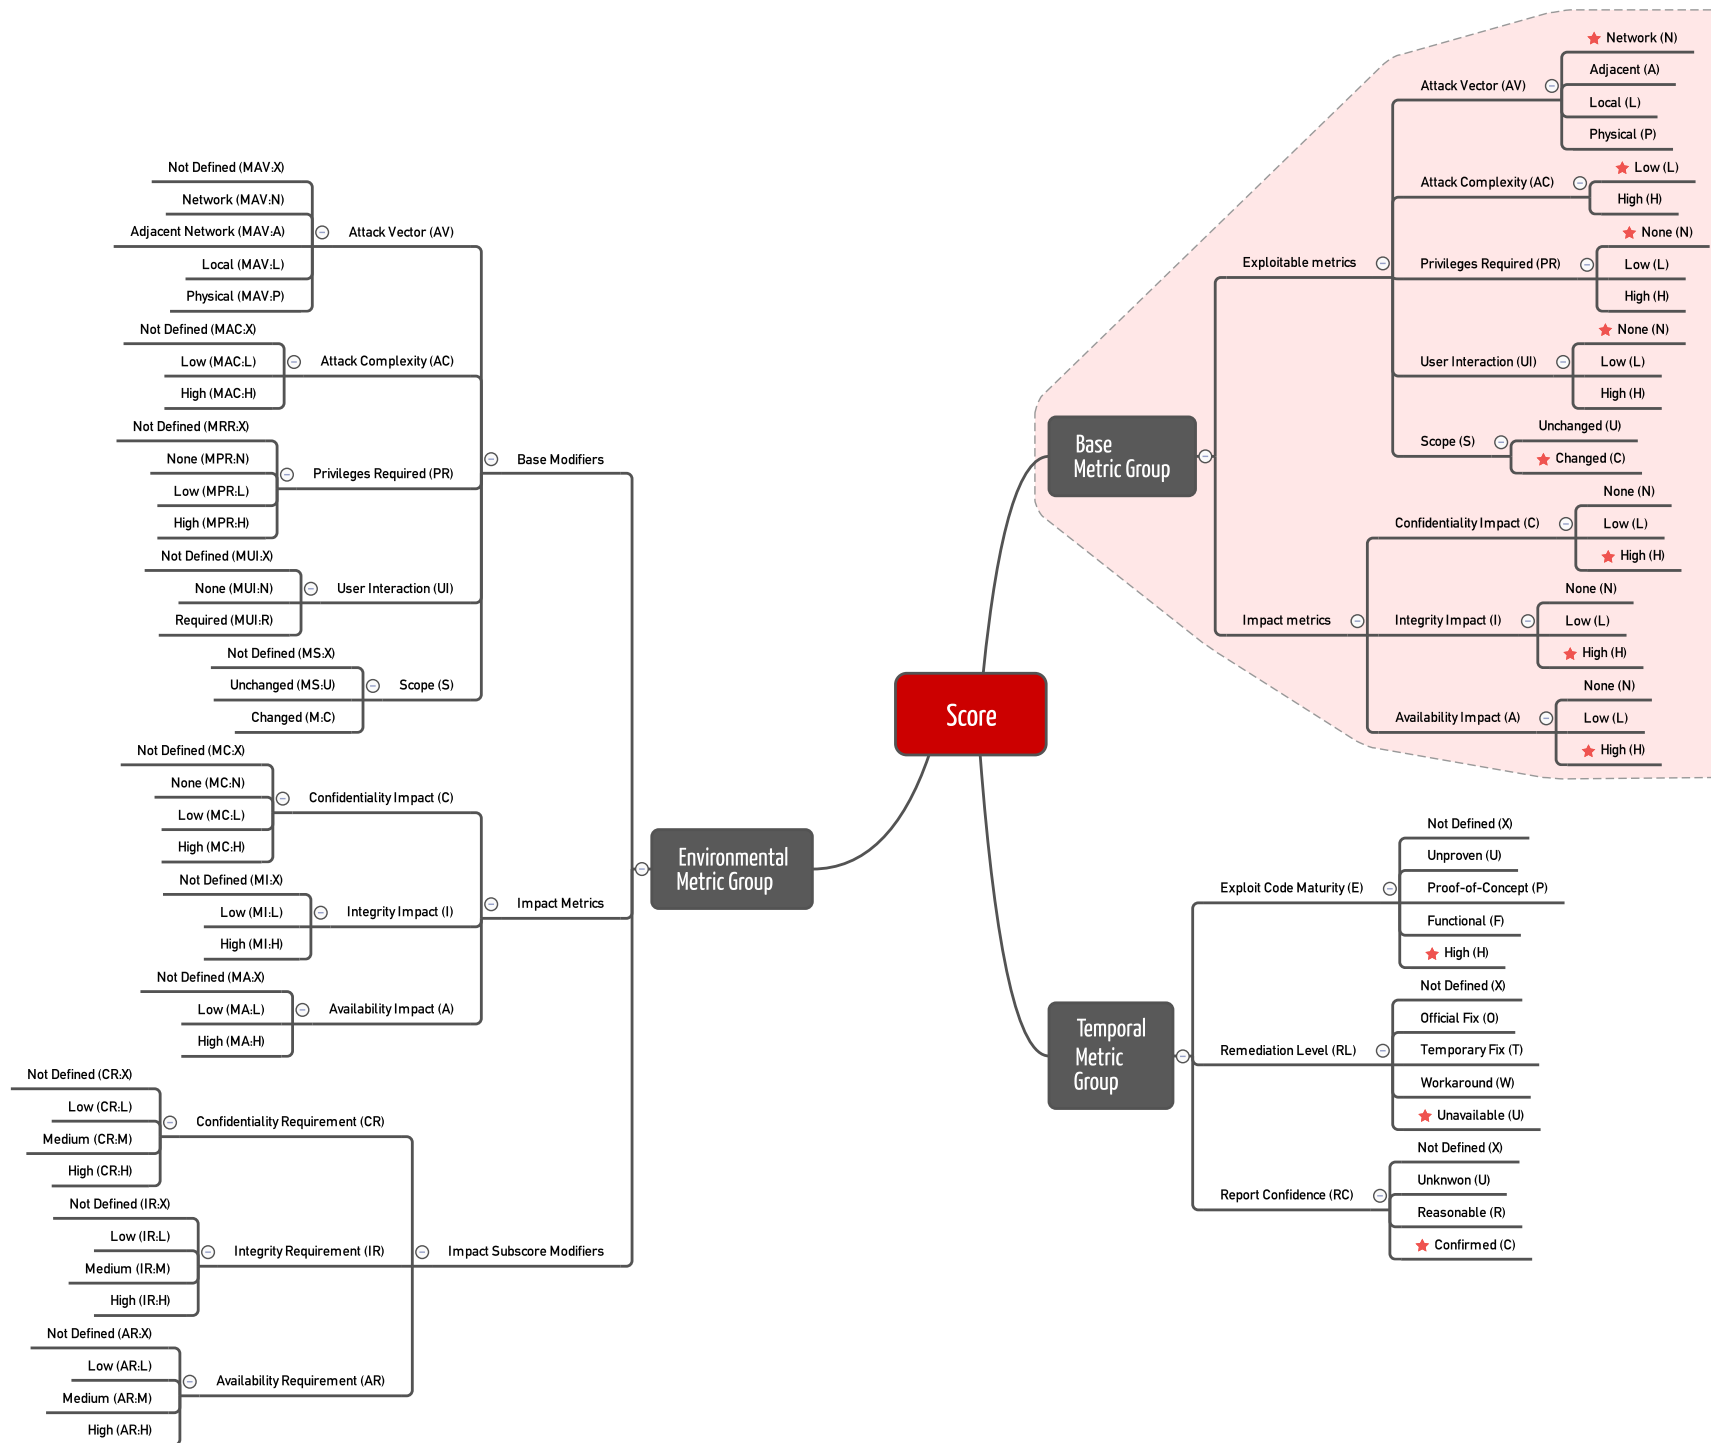 Score
Base
Metric Group
Exploitable metrics
Attack Vector (AV)
Network (N)
Adjacent (A)
Local (L)
Physical (P)
Attack Complexity (AC)
Low (L)
High (H)
Privileges Required (PR)
None (N)
Low (L)
High (H)
User Interaction (UI)
None (N)
Low (L)
High (H)
Scope (S)
Unchanged (U)
Changed (C)
Impact metrics
Confidentiality Impact (C)
None (N)
Low (L)
High (H)
Integrity Impact (I)
None (N)
Low (L)
High (H)
Availability Impact (A)
None (N)
Low (L)
High (H)
Temporal
Metric
Group
Exploit Code Maturity (E)
Not Defined (X)
Unproven (U)
Proof-of-Concept (P)
Functional (F)
High (H)
Remediation Level (RL)
Not Defined (X)
Official Fix (O)
Temporary Fix (T)
Workaround (W)
Unavailable (U)
Report Confidence (RC)
Not Defined (X)
Unknwon (U)
Reasonable (R)
Confirmed (C)
Environmental
Metric Group
Base Modifiers
Attack Vector (AV)
Not Defined (MAV:X)
Network (MAV:N)
Adjacent Network (MAV:A)
Local (MAV:L)
Physical (MAV:P)
Attack Complexity (AC)
Not Defined (MAC:X)
Low (MAC:L)
High (MAC:H)
Privileges Required (PR)
Not Defined (MRR:X)
None (MPR:N)
Low (MPR:L)
High (MPR:H)
User Interaction (UI)
Not Defined (MUI:X)
None (MUI:N)
Required (MUI:R)
Scope (S)
Not Defined (MS:X)
Unchanged (MS:U)
Changed (M:C)
Impact Metrics
Confidentiality Impact (C)
Not Defined (MC:X)
None (MC:N)
Low (MC:L)
High (MC:H)
Integrity Impact (I)
Not Defined (MI:X)
Low (MI:L)
High (MI:H)
Availability Impact (A)
Not Defined (MA:X)
Low (MA:L)
High (MA:H)
Impact Subscore Modifiers
Confidentiality Requirement (CR)
Not Defined (CR:X)
Low (CR:L)
Medium (CR:M)
High (CR:H)
Integrity Requirement (IR)
Not Defined (IR:X)
Low (IR:L)
Medium (IR:M)
High (IR:H)
Availability Requirement (AR)
Not Defined (AR:X)
Low (AR:L)
Medium (AR:M)
High (AR:H)